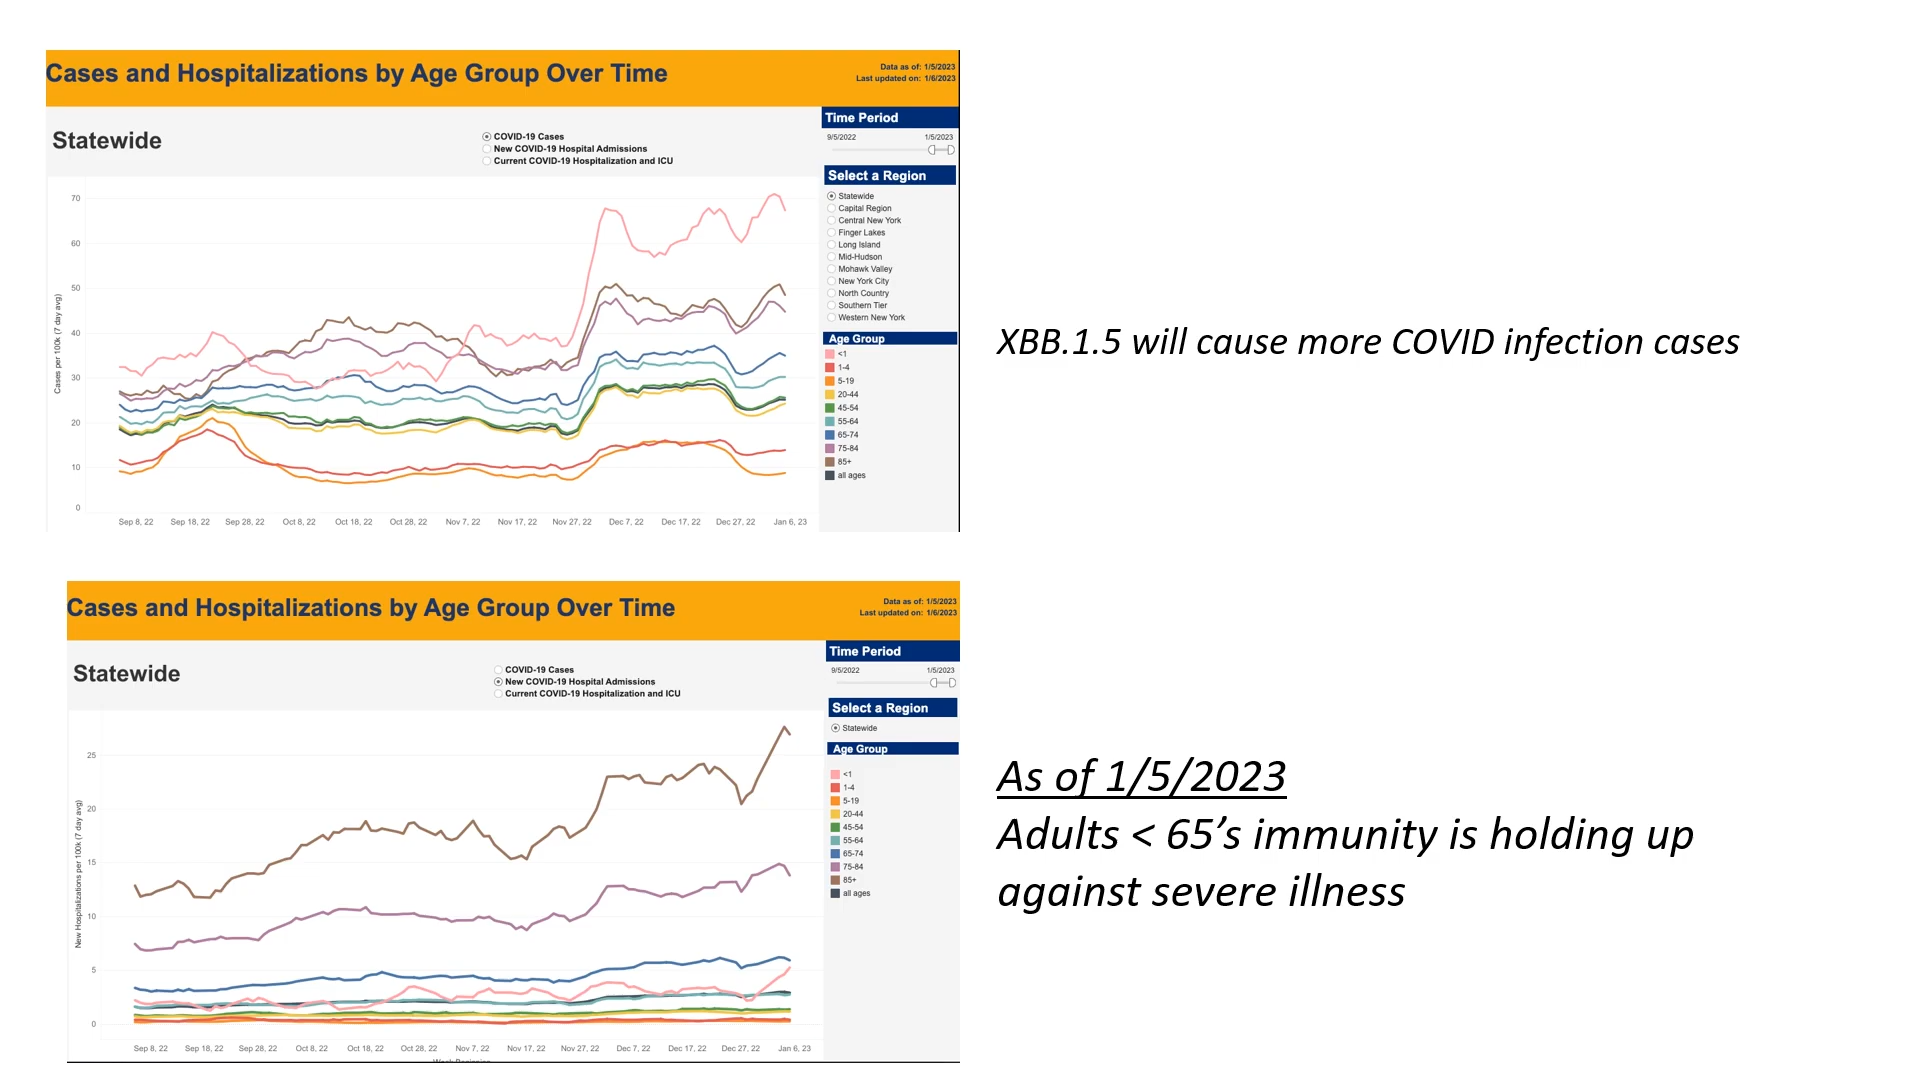 Cases and Hospitalizations by Age Group Over Time
Data as of: 1/5/2023
Last updated on: 1/6/2023
Statewide
COVID-19 Cases
New COVID-19 Hospital Admissions
Current COVID-19 Hospitalization and ICU
Time Period
9/5/2022 1/5/2023
Select a Region
Statewide
Capital Region
Central New York
Finger Lakes
Long Island
Mid-Hudson
Mohawk Valley
New York City
North Country
Southern Tier
Western New York
Age Group
<1
1-4
5-19
20-44
45-54
55-64
65-74
75-84
85+
all ages
Cases per 100k (7 day avg)
70
60
50
40
30
20
10
0
Sep 8, 22 Sep 18, 22 Sep 28, 22 Oct 8, 22 Oct 18, 22 Oct 28, 22 Nov 7, 22 Nov 17, 22 Nov 27, 22 Dec 7, 22 Dec 17, 22 Dec 27, 22 Jan 6, 23
XBB.1.5 will cause more COVID infection cases
Cases and Hospitalizations by Age Group Over Time
Data as of: 1/5/2023
Last updated on: 1/6/2023
Statewide
COVID-19 Cases
New COVID-19 Hospital Admissions
Current COVID-19 Hospitalization and ICU
Time Period
9/5/2022 1/5/2023
Select a Region
Statewide
Age Group
<1
1-4
5-19
20-44
45-54
55-64
65-74
75-84
85+
all ages
New Hospitalizations per 100k (7 day avg)
25
20
15
10
5
0
Sep 8, 22 Sep 18, 22 Sep 28, 22 Oct 8, 22 Oct 18, 22 Oct 28, 22 Nov 7, 22 Nov 17, 22 Nov 27, 22 Dec 7, 22 Dec 17, 22 Dec 27, 22 Jan 6, 23
As of 1/5/2023
Adults < 65’s immunity is holding up
against severe illness